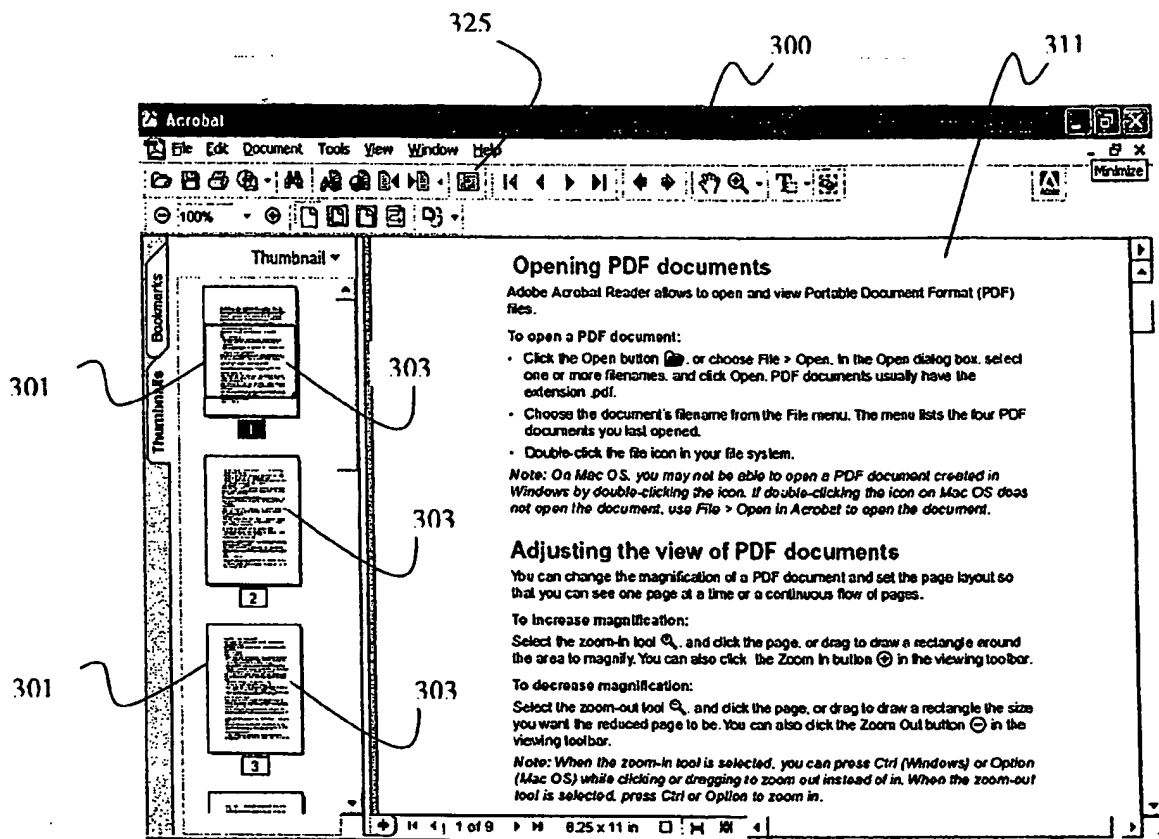 325
300
311
Acrobat
File Edit Document Tools View Window Help
Minimize
100%
Thumbnail
Bookmarks
Thumbnails
301
303
1
303
2
301
303
3
Opening PDF documents
Adobe Acrobat Reader allows to open and view Portable Document Format (PDF)
files.
To open a PDF document:
• Click the Open button , or choose File > Open. In the Open dialog box, select
one or more filenames, and click Open. PDF documents usually have the
extension .pdf.
• Choose the document's filename from the File menu. The menu lists the four PDF
documents you last opened.
• Double-click the file icon in your file system.
Note: On Mac OS, you may not be able to open a PDF document created in
Windows by double-clicking the icon. If double-clicking the icon on Mac OS does
not open the document, use File > Open in Acrobat to open the document.
Adjusting the view of PDF documents
You can change the magnification of a PDF document and set the page layout so
that you can see one page at a time or a continuous flow of pages.
To increase magnification:
Select the zoom-in tool , and click the page, or drag to draw a rectangle around
the area to magnify. You can also click the Zoom In button in the viewing toolbar.
To decrease magnification:
Select the zoom-out tool , and click the page, or drag to draw a rectangle the size
you want the reduced page to be. You can also click the Zoom Out button in the
viewing toolbar.
Note: When the zoom-in tool is selected, you can press Ctrl (Windows) or Option
(Mac OS) while clicking or dragging to zoom out instead of in. When the zoom-out
tool is selected, press Ctrl or Option to zoom in.
1 of 9 8.25 x 11 in